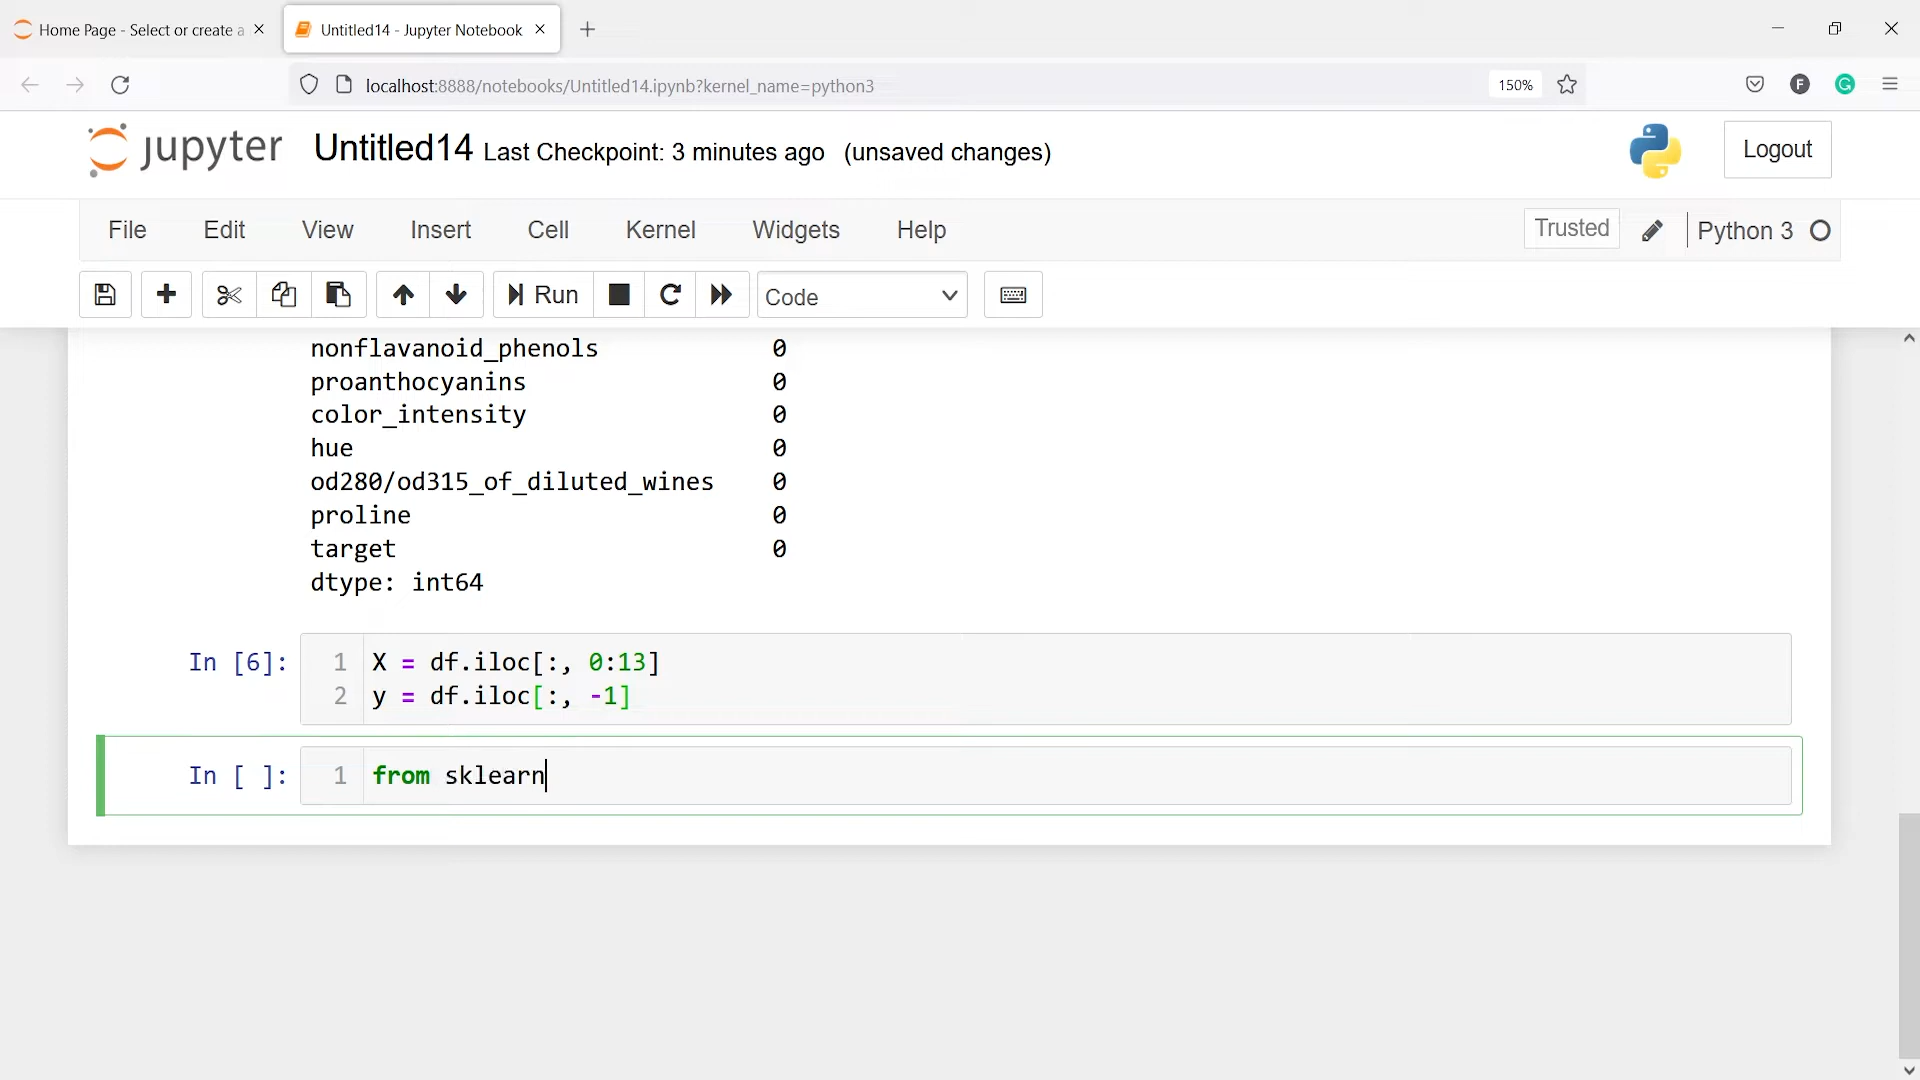 Home Page - Select or create a
Untitled14 - Jupyter Notebook
localhost:8888/notebooks/Untitled14.ipynb?kernel_name=python3
150%
F
G
jupyter Untitled14 Last Checkpoint: 3 minutes ago (unsaved changes)
Logout
File Edit View Insert Cell Kernel Widgets Help
Trusted
Python 3
Run
Code
nonflavanoid_phenols 0
proanthocyanins 0
color_intensity 0
hue 0
od280/od315_of_diluted_wines 0
proline 0
target 0
dtype: int64
In [6]: 1 X = df.iloc[:, 0:13]
2 y = df.iloc[:, -1]
In [ ]: 1 from sklearn